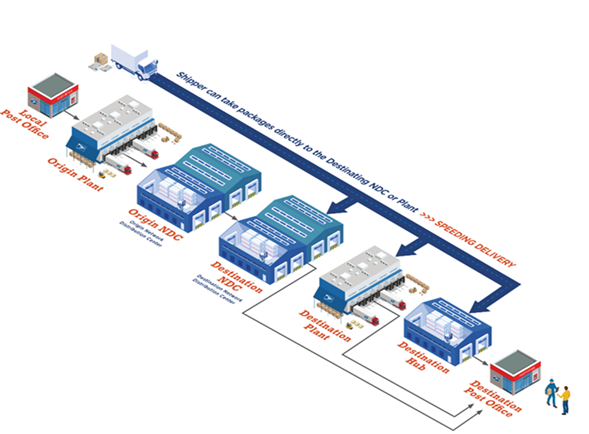 Shipper can take packages directly to the Destinating NDC or Plant >>> SPEEDING DELIVERY
Local
Post Office
Origin Plant
Origin NDC
Origin Network
Distribution Center
Destination
NDC
Destination Network
Distribution Center
Destination
Plant
Destination
Hub
Destination
Post Office